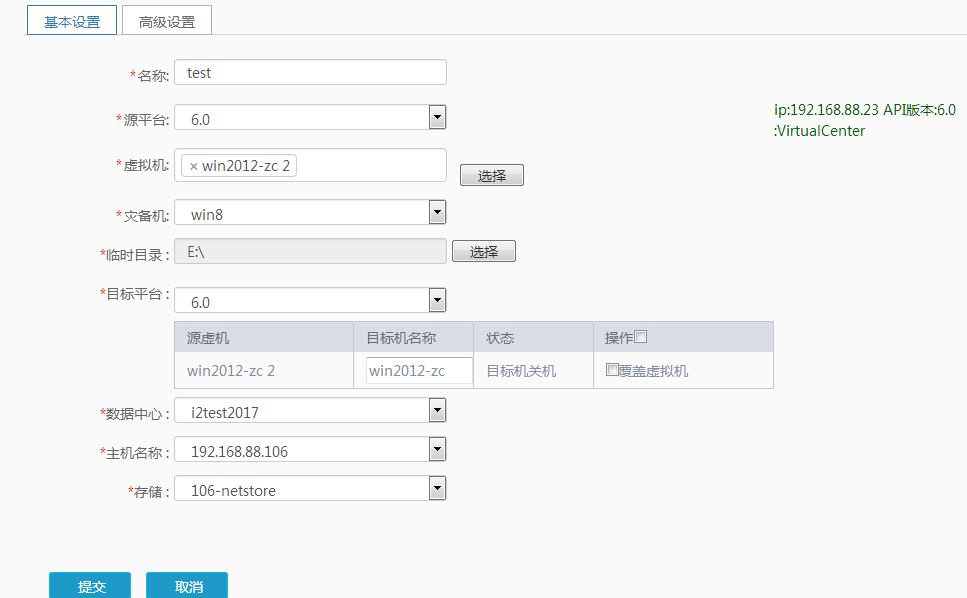 基本设置 高级设置
*名称: test
*源平台: 6.0
ip:192.168.88.23 API版本:6.0
:VirtualCenter
*虚拟机: × win2012-zc 2 选择
*灾备机: win8
*临时目录 : E:\ 选择
*目标平台 : 6.0
源虚机 目标机名称 状态 操作
win2012-zc 2 win2012-zc 目标机关机 覆盖虚拟机
*数据中心 : i2test2017
*主机名称 : 192.168.88.106
*存储 : 106-netstore
提交 取消